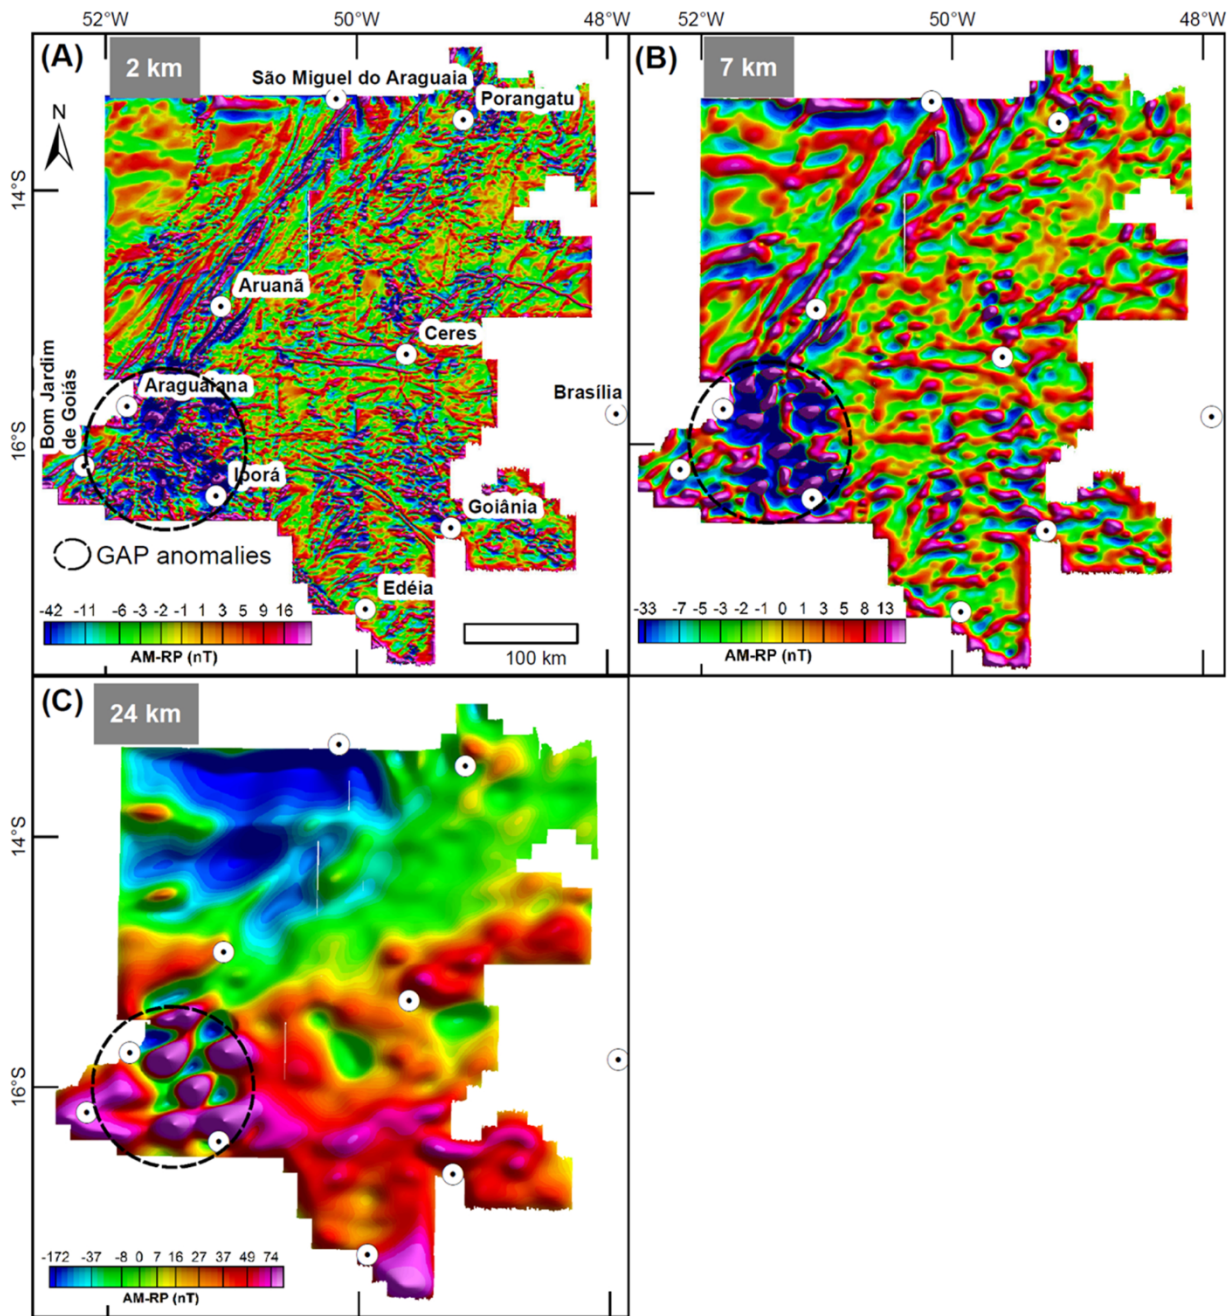 52°W 50°W 48°W 52°W 50°W 48°W
(A) 2 km
São Miguel do Araguaia
Porangatu
N
14°S
Aruanã
Ceres
Araguaiana
Bom Jardim
de Goiás
Brasília
16°S
Iporá
Goiânia
GAP anomalies
Edéia
-42 -11 -6 -3 -2 -1 1 3 5 9 16
AM-RP (nT)
100 km
(B) 7 km
-33 -7 -5 -3 -2 -1 0 1 3 5 8 13
AM-RP (nT)
(C) 24 km
14°S
16°S
-172 -37 -8 0 7 16 27 37 49 74
AM-RP (nT)